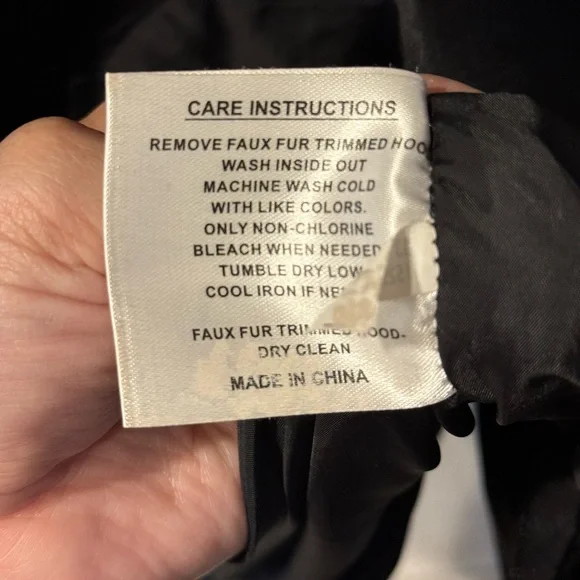 CARE INSTRUCTIONS
REMOVE FAUX FUR TRIMMED HOO
WASH INSIDE OUT
MACHINE WASH COLD
WITH LIKE COLORS.
ONLY NON-CHLORINE
BLEACH WHEN NEEDED
TUMBLE DRY LOW
COOL IRON IF
FAUX FUR
DRY CLEAN
MADE IN CHINA